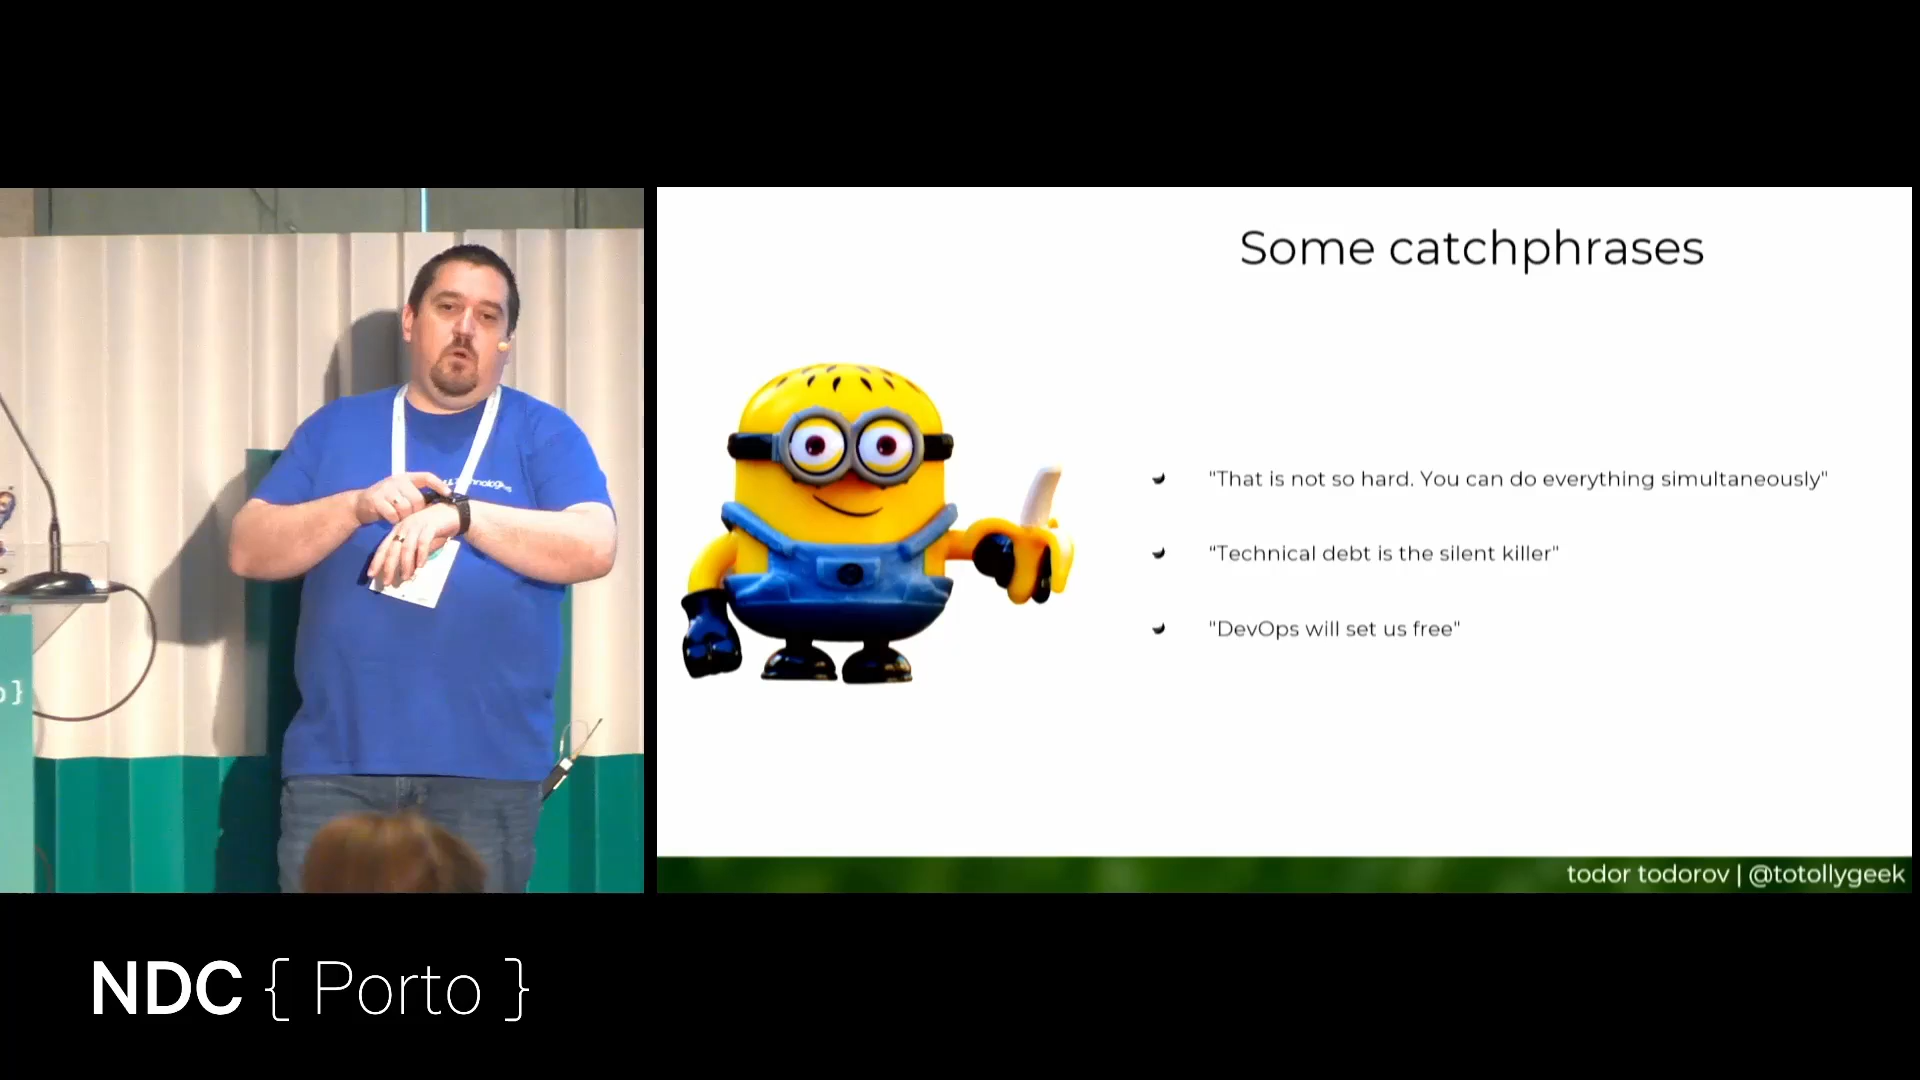 Some catchphrases
"That is not so hard. You can do everything simultaneously"
"Technical debt is the silent killer"
"DevOps will set us free"
todor todorov | @totollygeek
NDC { Porto }